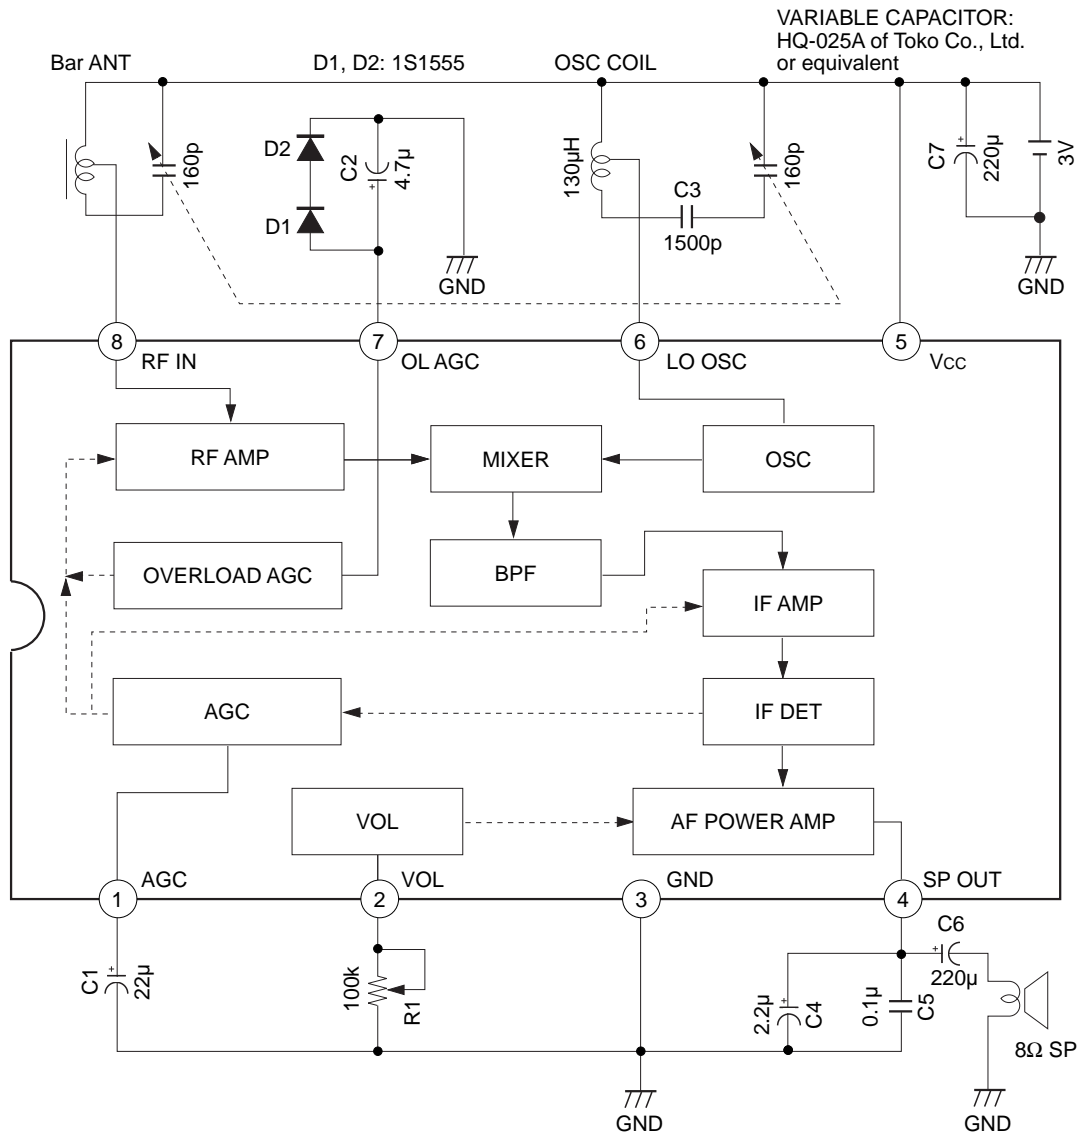 VARIABLE CAPACITOR:
HQ-025A of Toko Co., Ltd.
or equivalent
Bar ANT
D1, D2: 1S1555
OSC COIL
160p
D2
D1
C2
4.7μ
+
GND
130μH
C3
1500p
160p
C7
+
220μ
3V
GND
8
RF IN
7
OL AGC
6
LO OSC
5
VCC
RF AMP
MIXER
OSC
OVERLOAD AGC
BPF
IF AMP
AGC
IF DET
VOL
AF POWER AMP
1
AGC
2
VOL
3
GND
4
SP OUT
C1
+
22μ
100k
R1
GND
2.2μ
+
C4
0.1μ
C5
C6
+
220μ
8Ω SP
GND